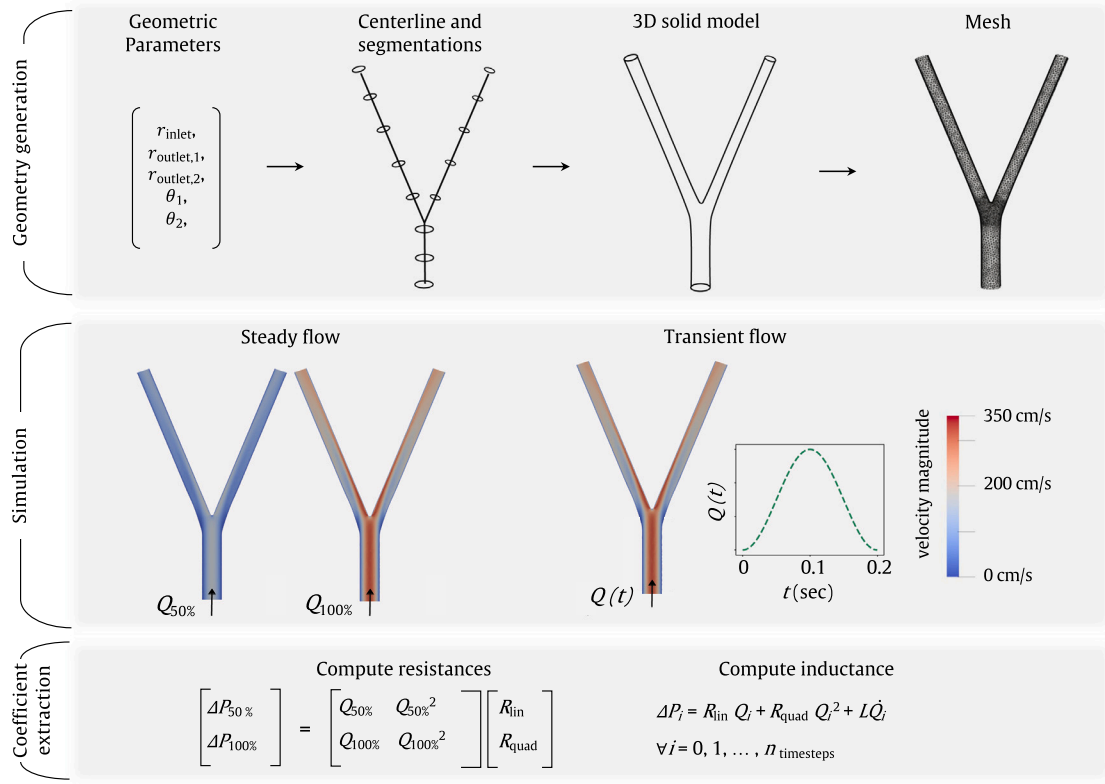 Geometry generation
Geometric
Parameters
Centerline and
segmentations
3D solid model
Mesh
r_inlet,
r_outlet,1,
r_outlet,2,
θ_1,
θ_2,
Simulation
Steady flow
Transient flow
Q_50%
Q_100%
Q(t)
Q(t)
0 0.1 0.2
t(sec)
velocity magnitude
350 cm/s
200 cm/s
0 cm/s
Coefficient
extraction
Compute resistances
ΔP_50 % = Q_50% Q_50%² R_lin
ΔP_100% Q_100% Q_100%² R_quad
Compute inductance
ΔP_i = R_lin Q_i + R_quad Q_i² + LQ̇_i
∀i = 0, 1, … , n_timesteps